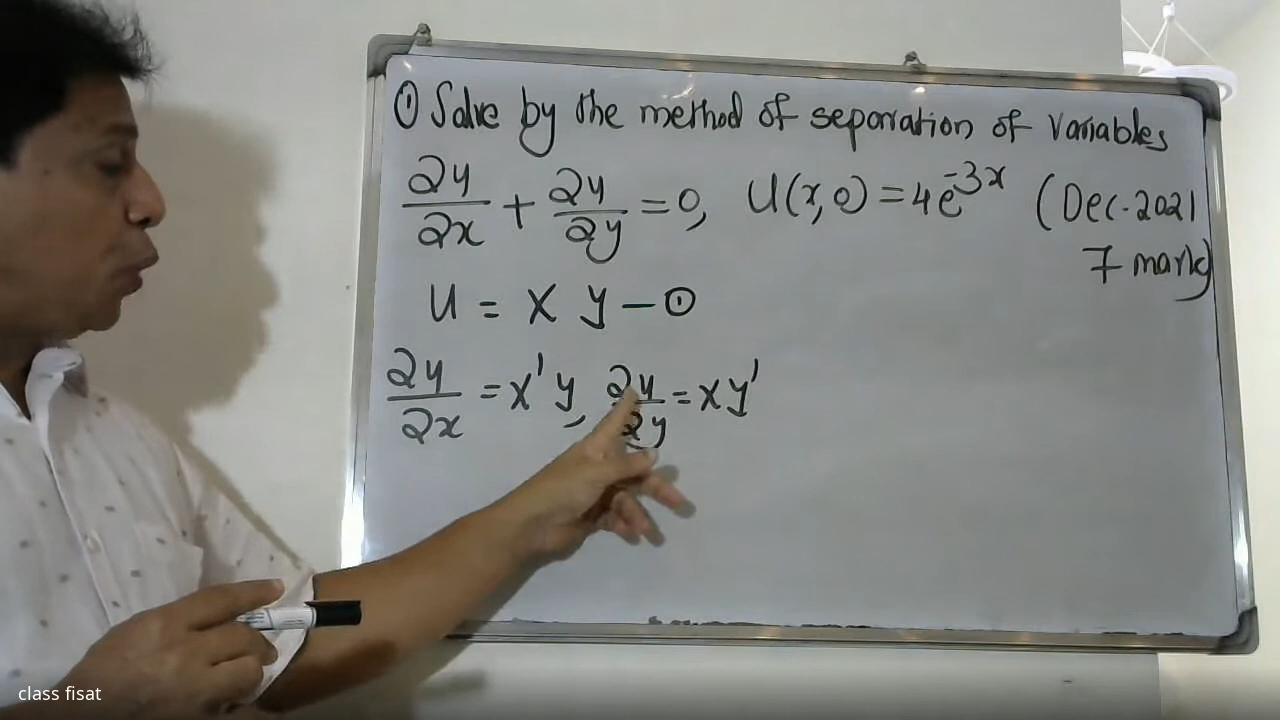 ① Solve by the method of separation of variables
∂u/∂x + ∂u/∂y = 0, U(x,0) = 4e^-3x (Dec-2021
7 mark)
U = X Y — ①
∂u/∂x = X'Y, ∂u/∂y = XY'
class fisat